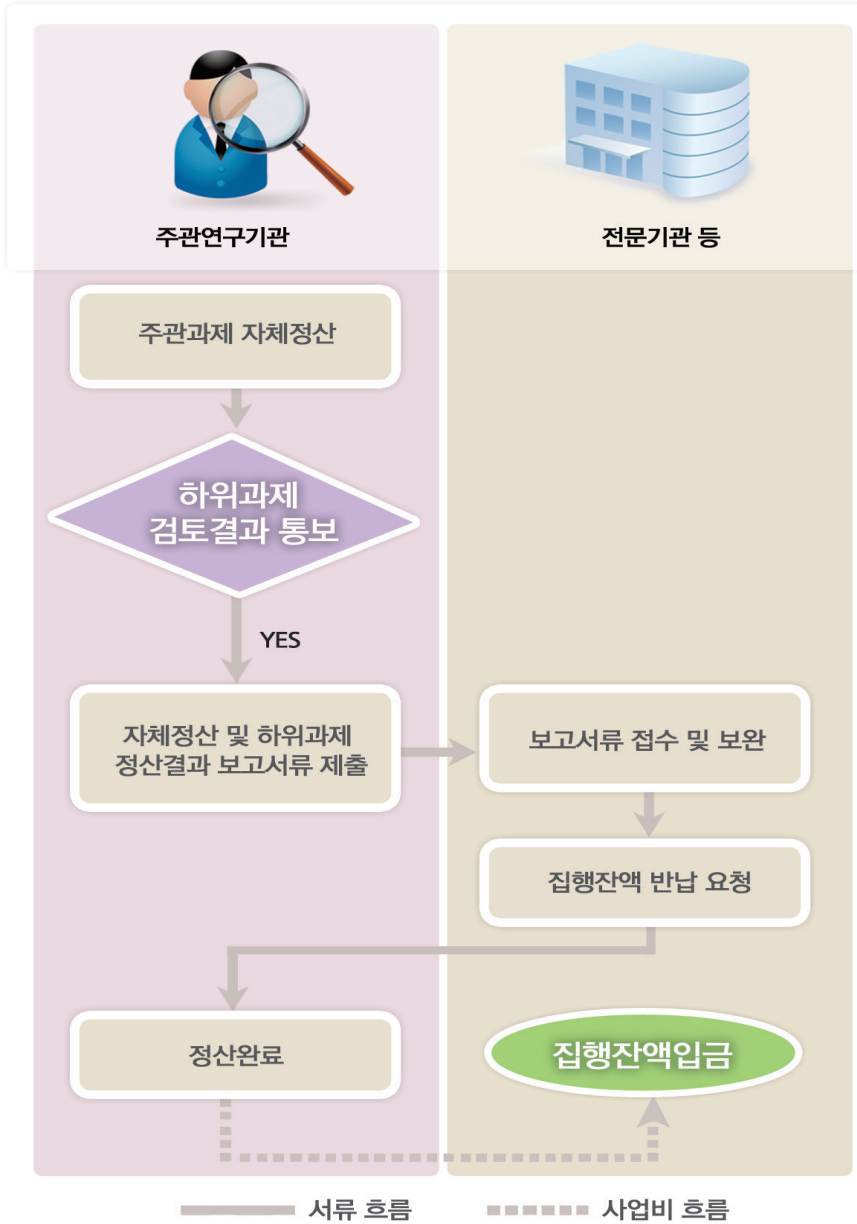 주관연구기관
전문기관 등
주관과제 자체정산
하위과제
검토결과 통보
YES
자체정산 및 하위과제
정산결과 보고서류 제출
보고서류 접수 및 보완
집행잔액 반납 요청
정산완료
집행잔액입금
서류 흐름
사업비 흐름